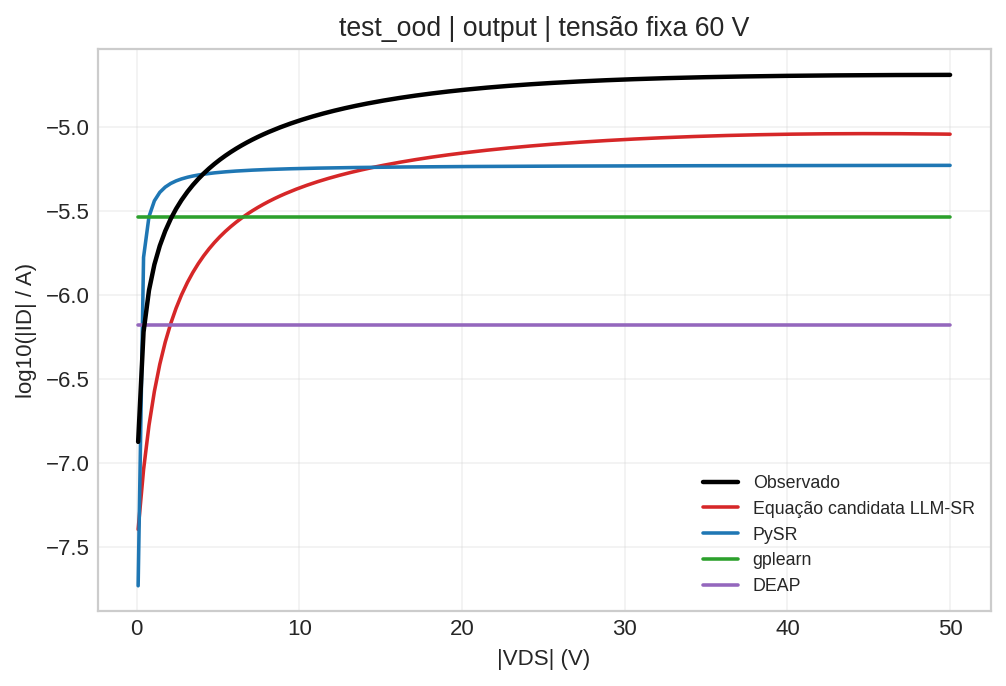 test_ood | output | tensão fixa 60 V
log10(|ID| / A)
−5.0
−5.5
−6.0
−6.5
−7.0
−7.5
Observado
Equação candidata LLM-SR
PySR
gplearn
DEAP
0
10
20
30
40
50
|VDS| (V)